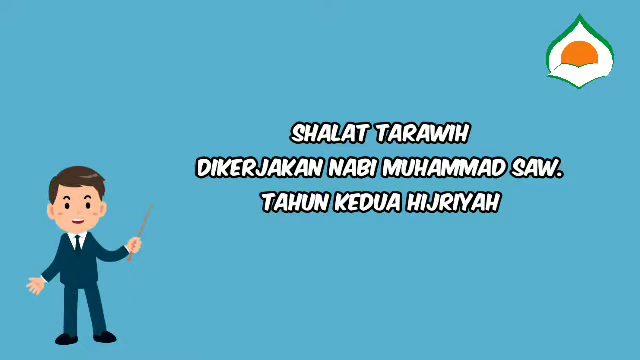 SHALAT TARAWIH
DIKERJAKAN NABI MUHAMMAD SAW.
TAHUN KEDUA HIJRIYAH